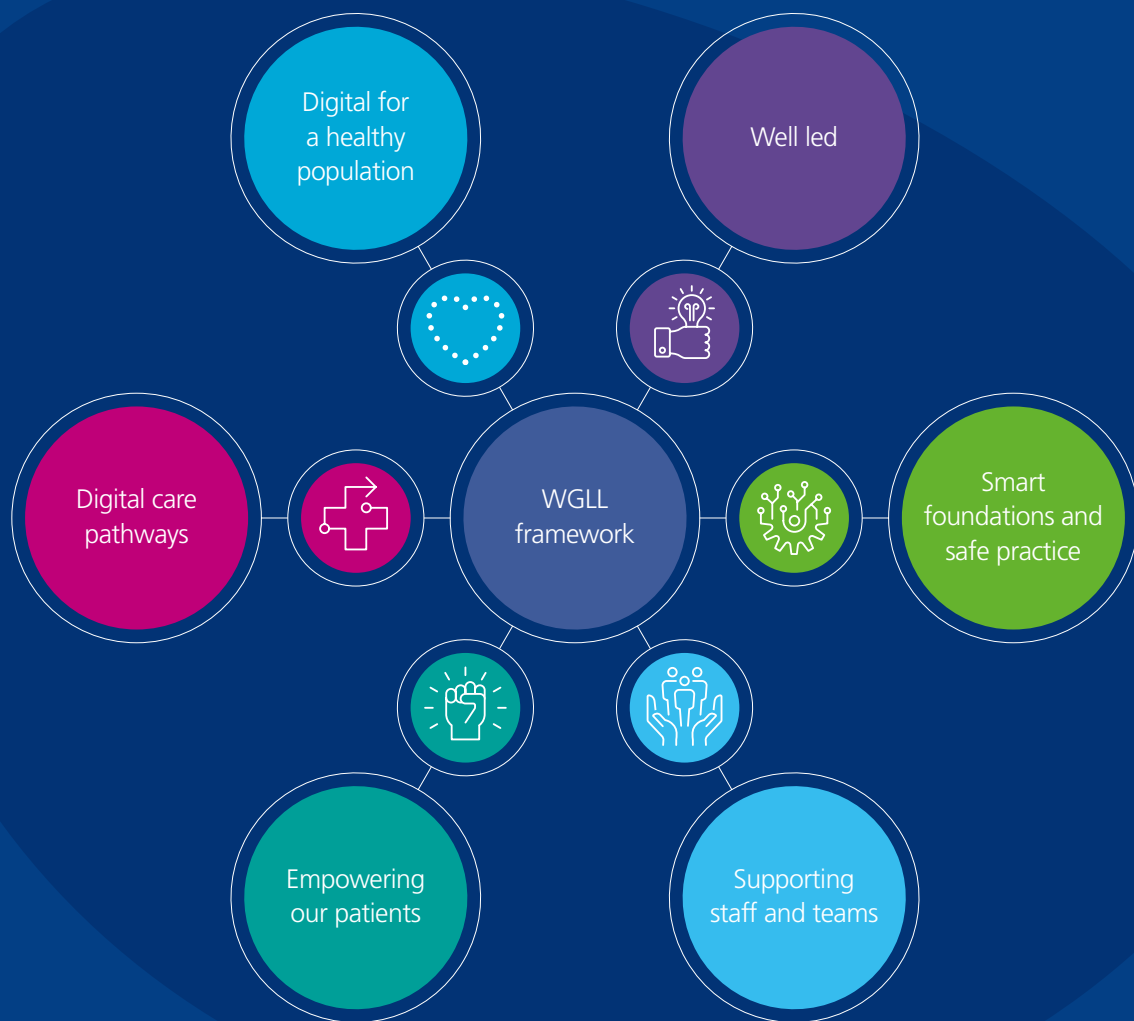 Digital for
a healthy
population
Well led
Digital care
pathways
WGLL
framework
Smart
foundations and
safe practice
Empowering
our patients
Supporting
staff and teams